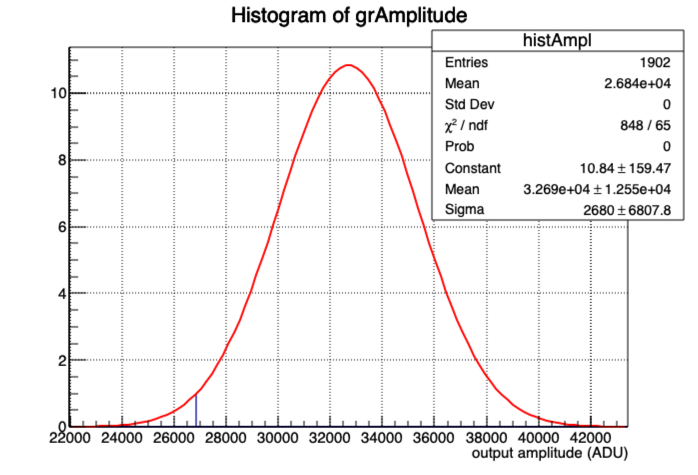 Histogram of grAmplitude
histAmpl
Entries 1902
Mean 2.684e+04
Std Dev 0
χ² / ndf 848 / 65
Prob 0
Constant 10.84 ± 159.47
Mean 3.269e+04 ± 1.255e+04
Sigma 2680 ± 6807.8
10
8
6
4
2
0
22000 24000 26000 28000 30000 32000 34000 36000 38000 40000 42000
output amplitude (ADU)